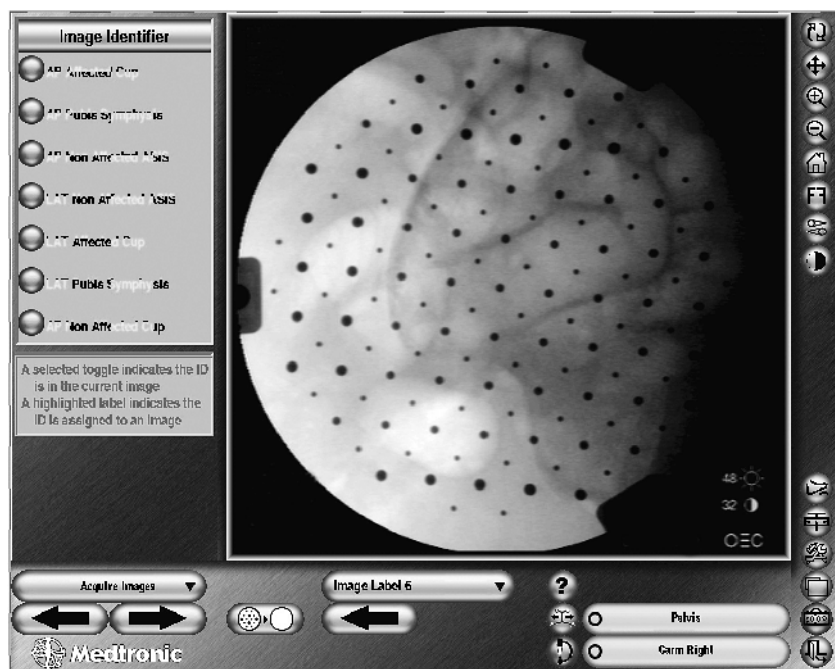 Image Identifier
AP Affected Cup
AP Pubis Symphysis
AP Non Affected ASIS
LAT Non Affected ASIS
LAT Affected Cup
LAT Pubis Symphysis
AP Non Affected Cup
A selected toggle indicates the ID
is in the current image
A highlighted label indicates the
ID is assigned to an image
48
32
OEC
Acquire Images
Image Label 6
?
Pelvis
Carm Right
Medtronic